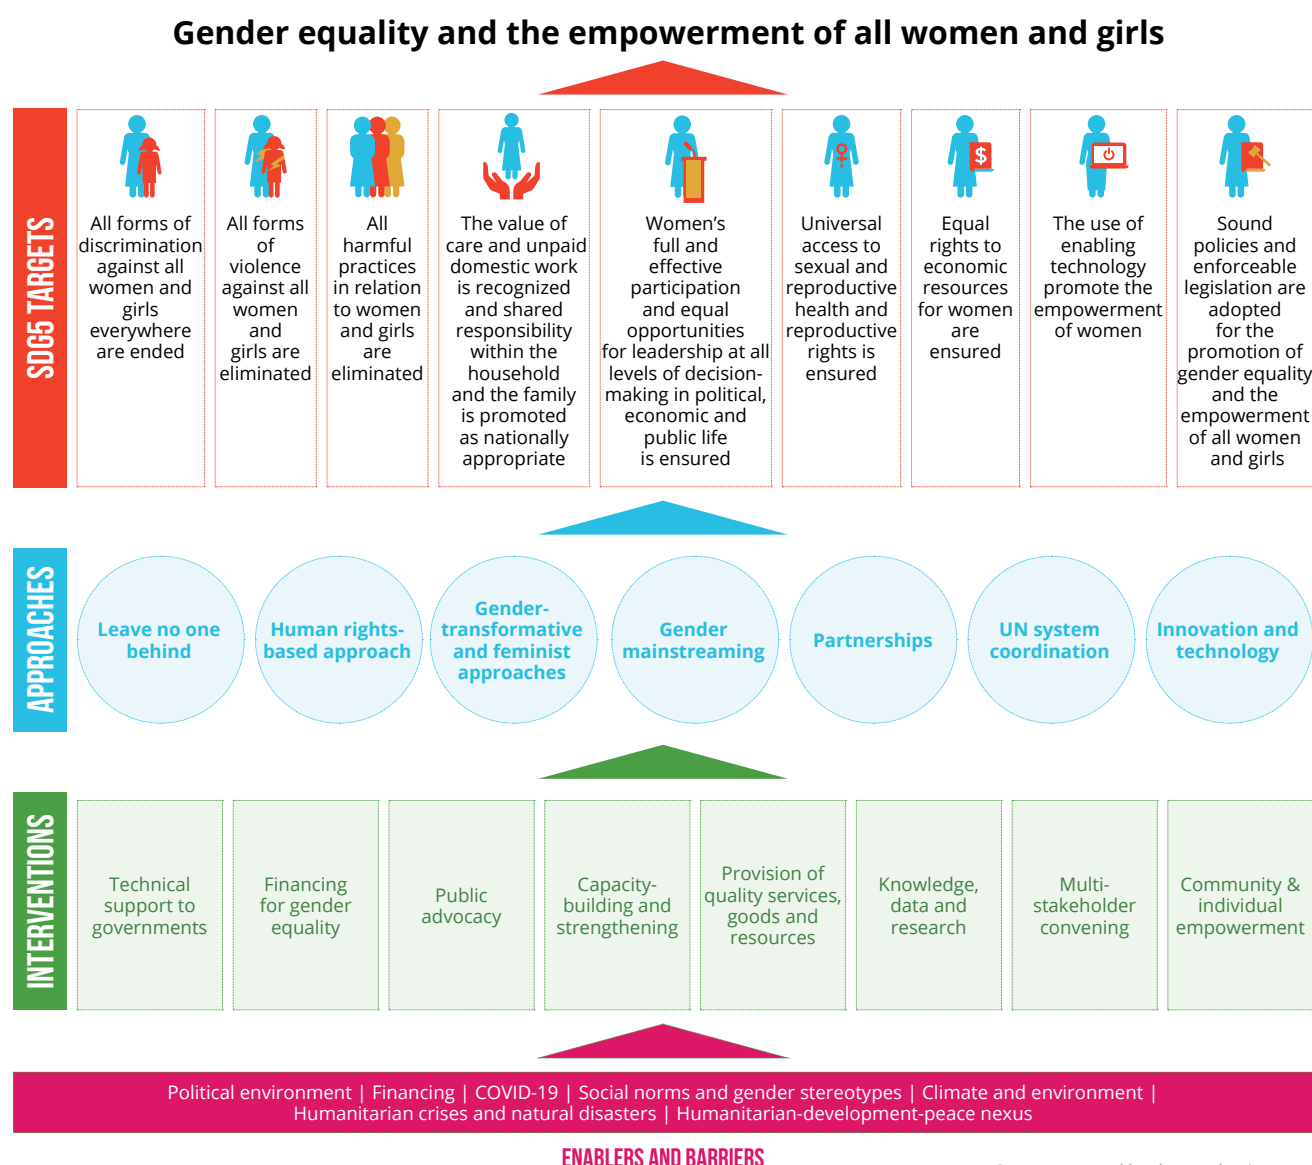 Gender equality and the empowerment of all women and girls
SDG5 TARGETS
All forms of
discrimination
against all
women and
girls
everywhere
are ended
All forms
of
violence
against all
women
and
girls are
eliminated
All
harmful
practices
in relation
to women
and girls
are
eliminated
The value of
care and unpaid
domestic work
is recognized
and shared
responsibility
within the
household
and the family
is promoted
as nationally
appropriate
Women’s
full and
effective
participation
and equal
opportunities
for leadership at all
levels of decision-
making in political,
economic and
public life
is ensured
Universal
access to
sexual and
reproductive
health and
reproductive
rights is
ensured
$
Equal
rights to
economic
resources
for women
are
ensured
The use of
enabling
technology
promote the
empowerment
of women
Sound
policies and
enforceable
legislation are
adopted
for the
promotion of
gender equality
and the
empowerment
of all women
and girls
APPROACHES
Leave no one
behind
Human rights-
based approach
Gender-
transformative
and feminist
approaches
Gender
mainstreaming
Partnerships
UN system
coordination
Innovation and
technology
INTERVENTIONS
Technical
support to
governments
Financing
for gender
equality
Public
advocacy
Capacity-
building and
strengthening
Provision of
quality services,
goods and
resources
Knowledge,
data and
research
Multi-
stakeholder
convening
Community &
individual
empowerment
Political environment | Financing | COVID-19 | Social norms and gender stereotypes | Climate and environment |
Humanitarian crises and natural disasters | Humanitarian-development-peace nexus
ENABLERS AND BARRIERS